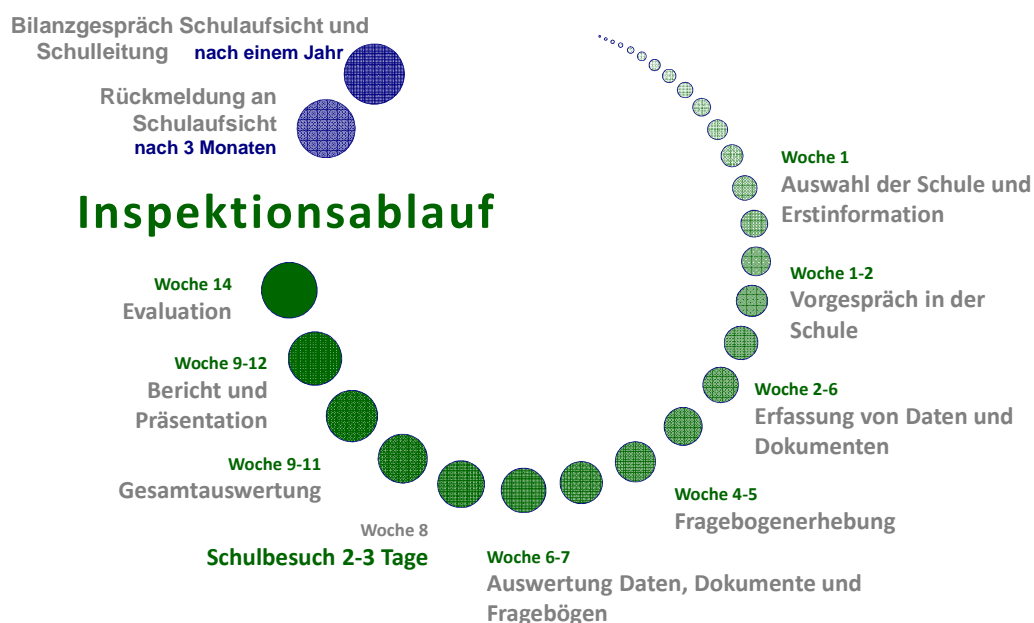 Bilanzgespräch Schulaufsicht und
Schulleitung nach einem Jahr
Rückmeldung an
Schulaufsicht
nach 3 Monaten
Inspektionsablauf
Woche 1
Auswahl der Schule und
Erstinformation
Woche 1-2
Vorgespräch in der
Schule
Woche 2-6
Erfassung von Daten und
Dokumenten
Woche 4-5
Fragebogenerhebung
Woche 6-7
Auswertung Daten, Dokumente und
Fragebögen
Woche 8
Schulbesuch 2-3 Tage
Woche 9-11
Gesamtauswertung
Woche 9-12
Bericht und
Präsentation
Woche 14
Evaluation